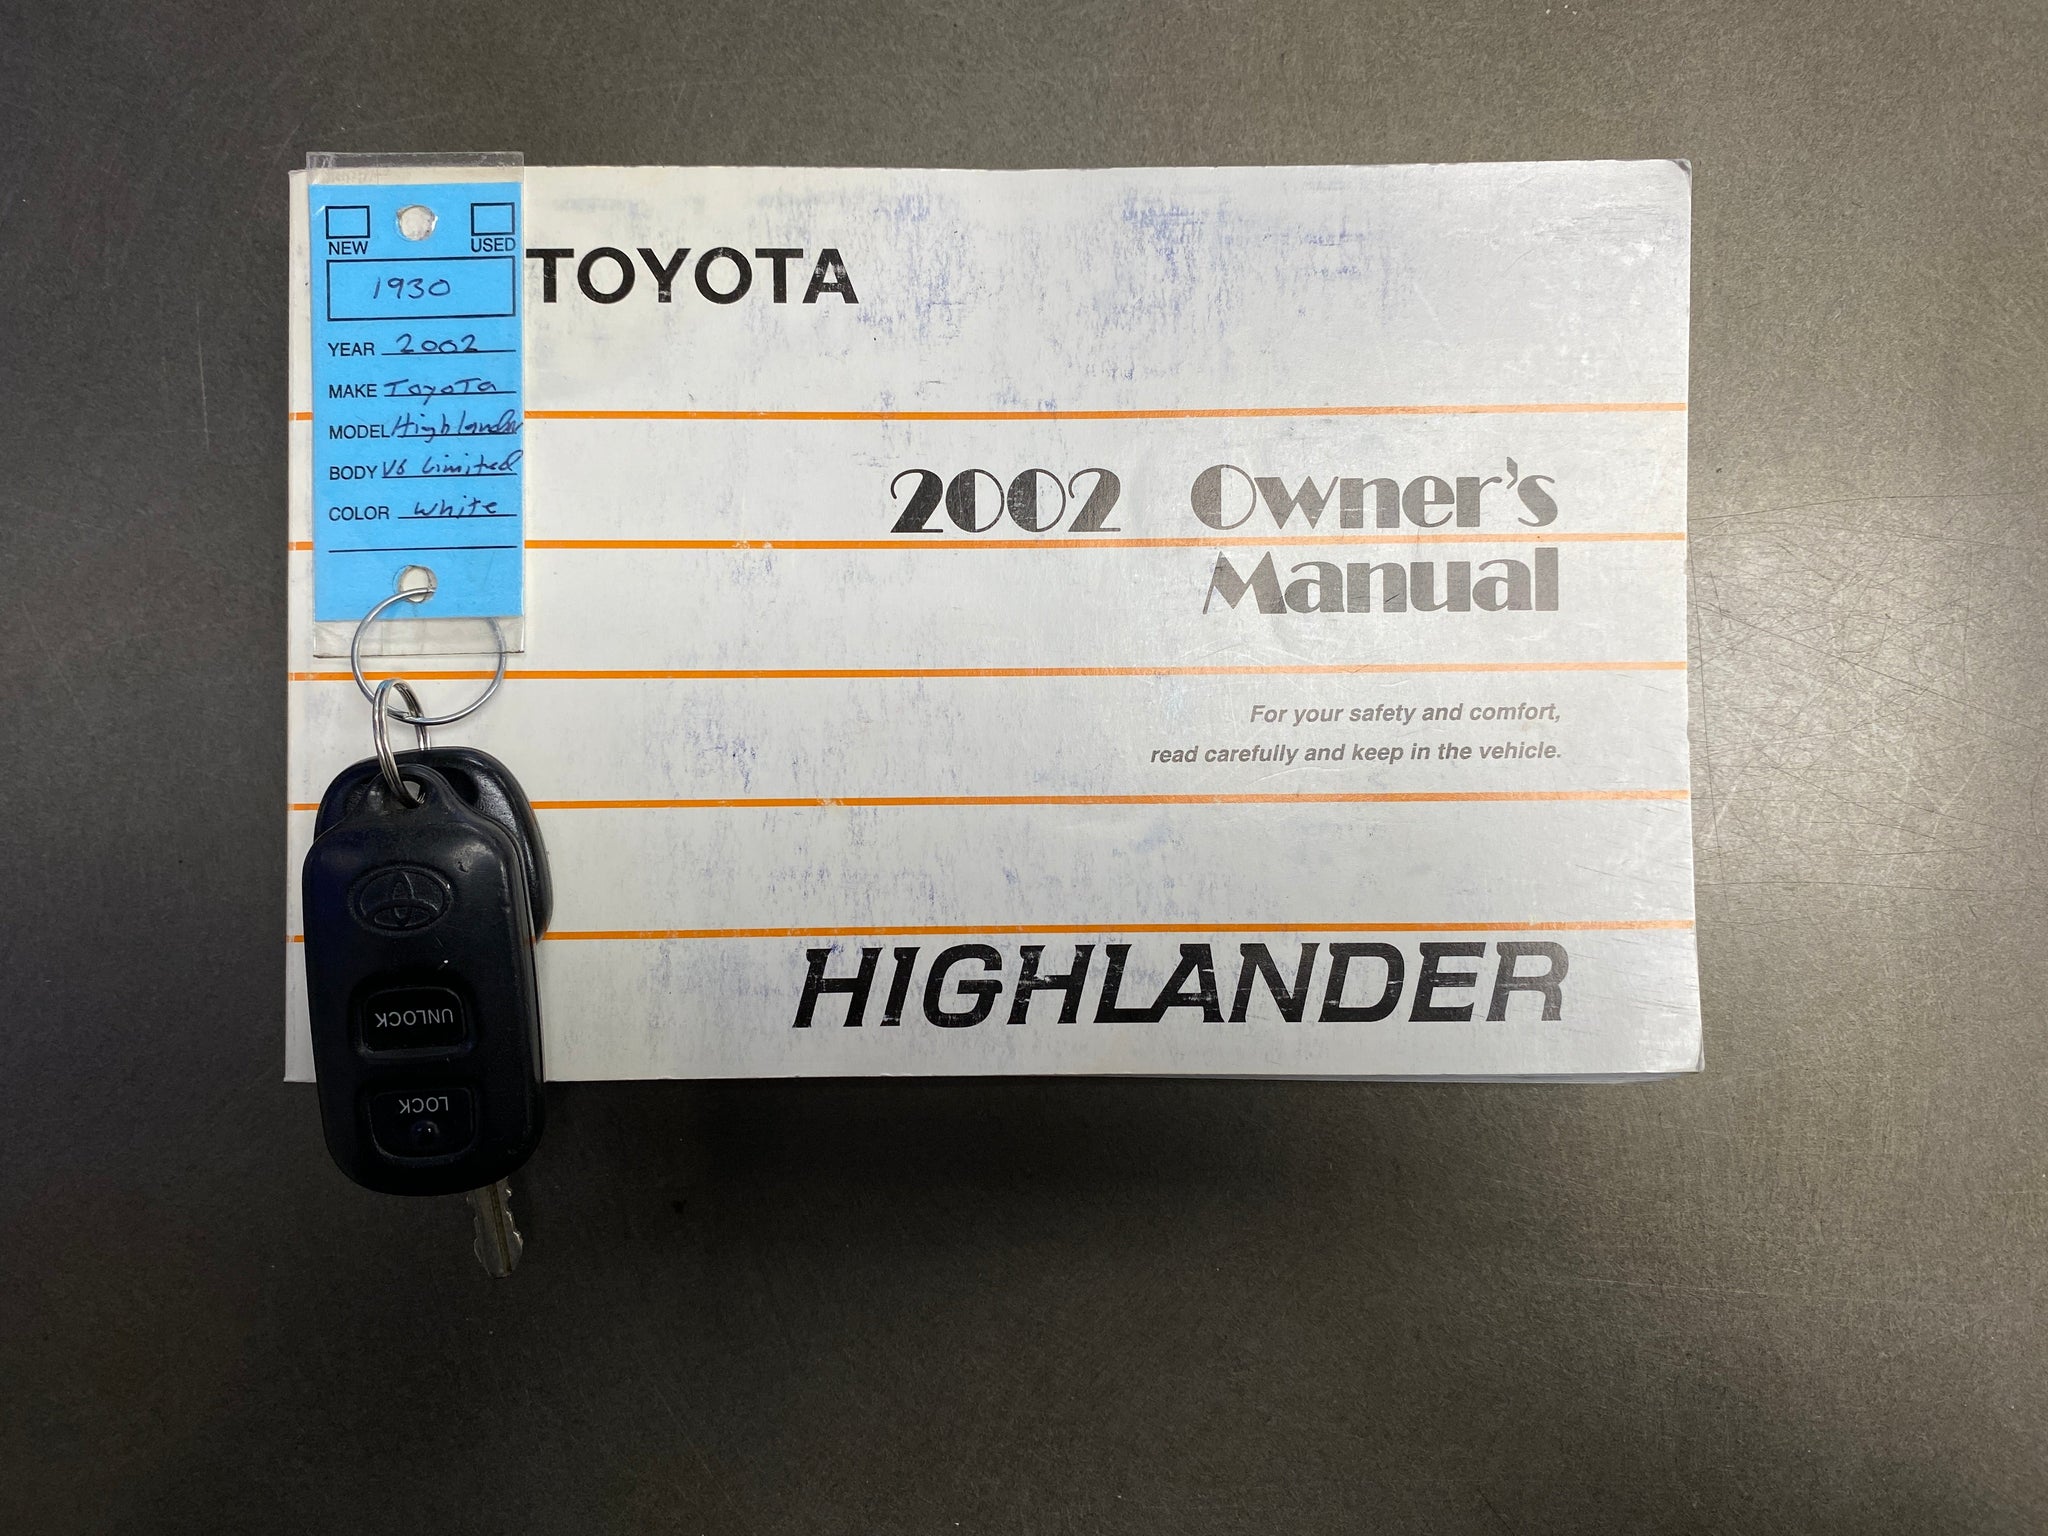 NEW USED
1930
YEAR 2002
MAKE Toyota
MODEL Highlander
BODY V6 Limited
COLOR White
TOYOTA
2002 Owner's
Manual
For your safety and comfort,
read carefully and keep in the vehicle.
HIGHLANDER
UNLOCK
LOCK